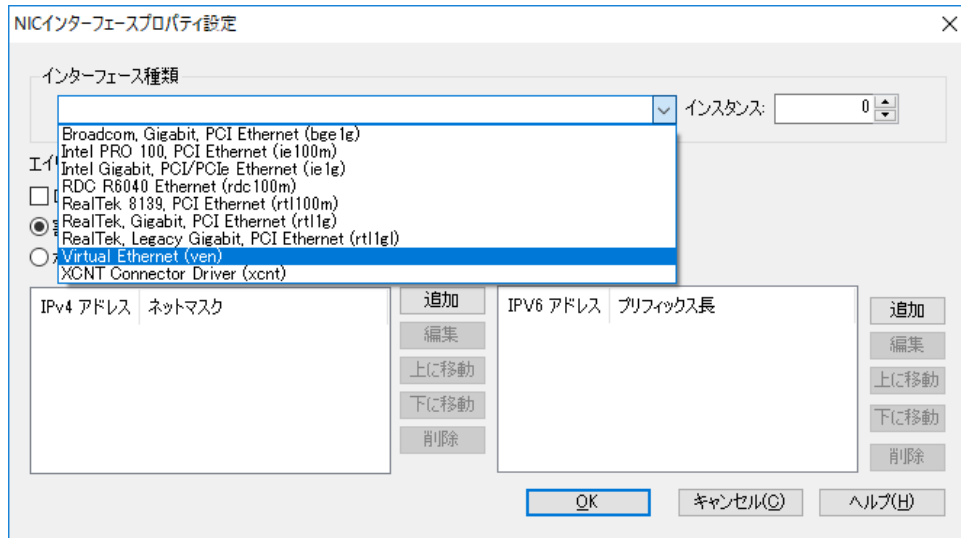 NICインターフェースプロパティ設定
インターフェース種類
インスタンス: 0
Broadcom, Gigabit, PCI Ethernet (bge1g)
Intel PRO 100, PCI Ethernet (ie100m)
Intel Gigabit, PCI/PCIe Ethernet (ie1g)
RDC R6040 Ethernet (rdc100m)
RealTek 8139, PCI Ethernet (rtl100m)
RealTek, Gigabit, PCI Ethernet (rtl1g)
RealTek, Legacy Gigabit, PCI Ethernet (rtl1gl)
Virtual Ethernet (ven)
XCNT Connector Driver (xcnt)
エイ
IPv4 アドレス ネットマスク
追加
編集
上に移動
下に移動
削除
IPV6 アドレス プリフィックス長
追加
編集
上に移動
下に移動
削除
OK キャンセル(C) ヘルプ(H)